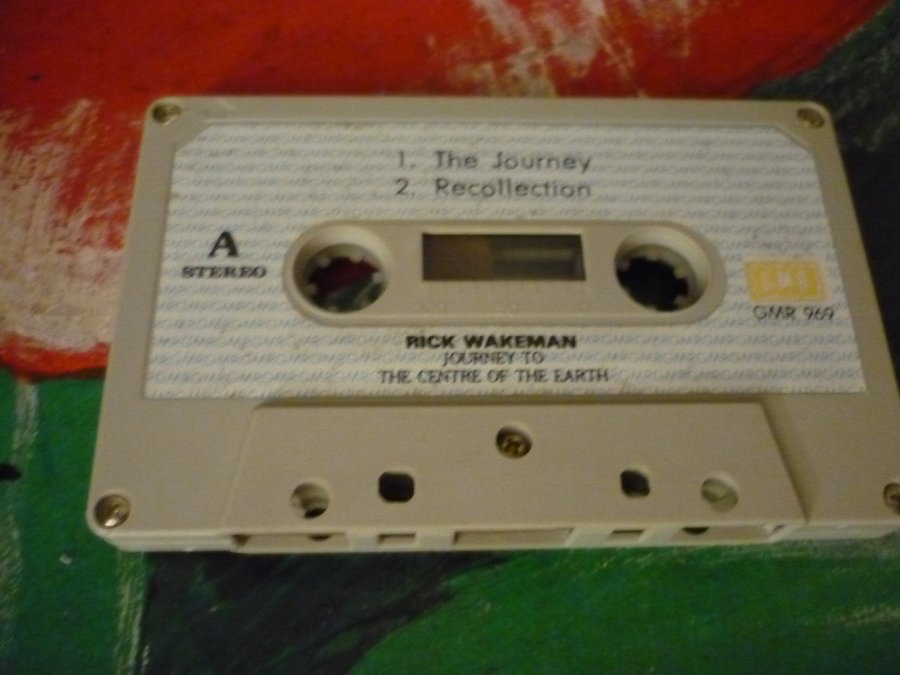 1. The Journey
2. Recollection
A
STEREO
GMR 969
RICK WAKEMAN
JOURNEY TO
THE CENTRE OF THE EARTH